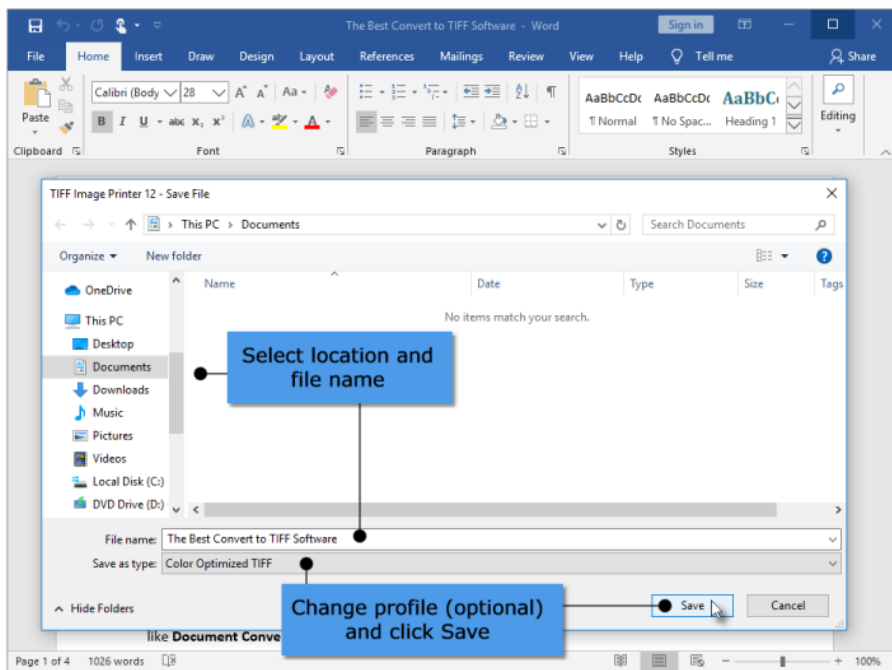 The Best Convert to TIFF Software - Word
Sign in
File Home Insert Draw Design Layout References Mailings Review View Help Tell me Share
Calibri (Body 28 A A Aa
AaBbCcDc AaBbCcDc AaBbC
Paste
B I U abc X₂ X² A ab A
¶ Normal ¶ No Spac... Heading 1
Editing
Clipboard Font Paragraph Styles
TIFF Image Printer 12 - Save File
This PC > Documents
Search Documents
Organize New folder
Name Date Type Size Tags
OneDrive
No items match your search.
This PC
Desktop
Documents
Downloads
Music
Pictures
Videos
Local Disk (C:)
DVD Drive (D:)
Select location and
file name
File name: The Best Convert to TIFF Software
Save as type: Color Optimized TIFF
Change profile (optional)
and click Save
Hide Folders
Save Cancel
like Document Conve
Page 1 of 4 1026 words 100%